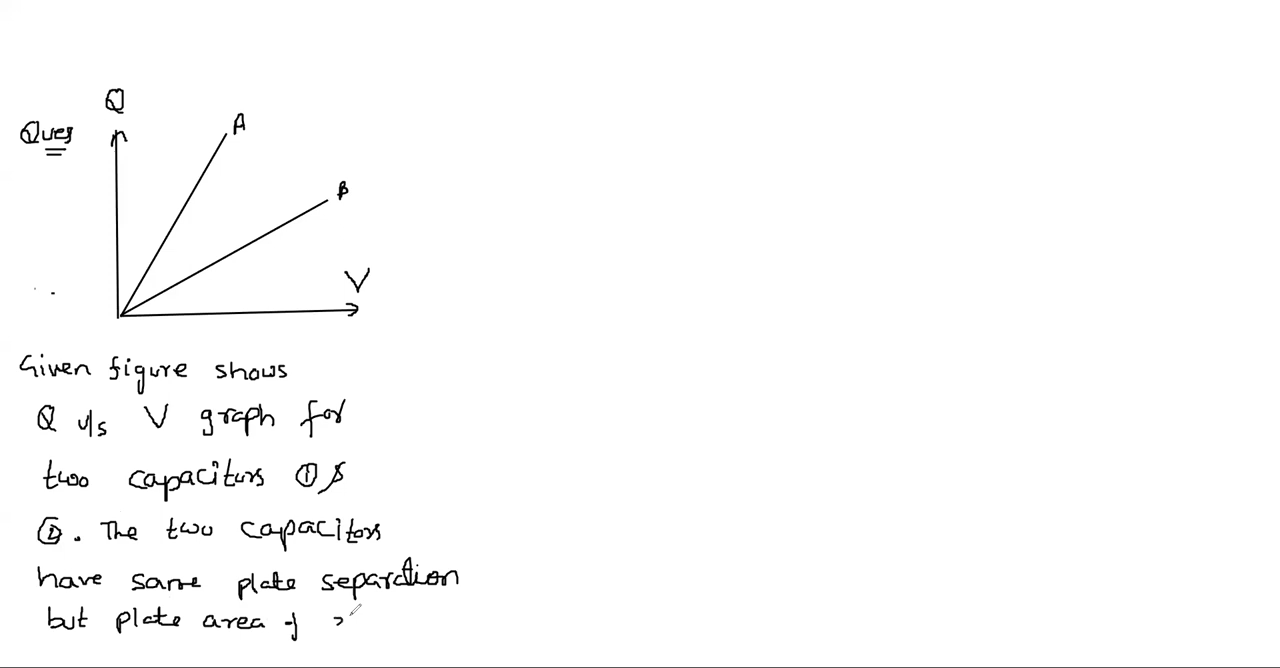 Q
Ques
A
B
V
Given figure shows
Q v/s V graph for
two capacitors ① &
②. The two capacitors
have same plate separation
but plate area of